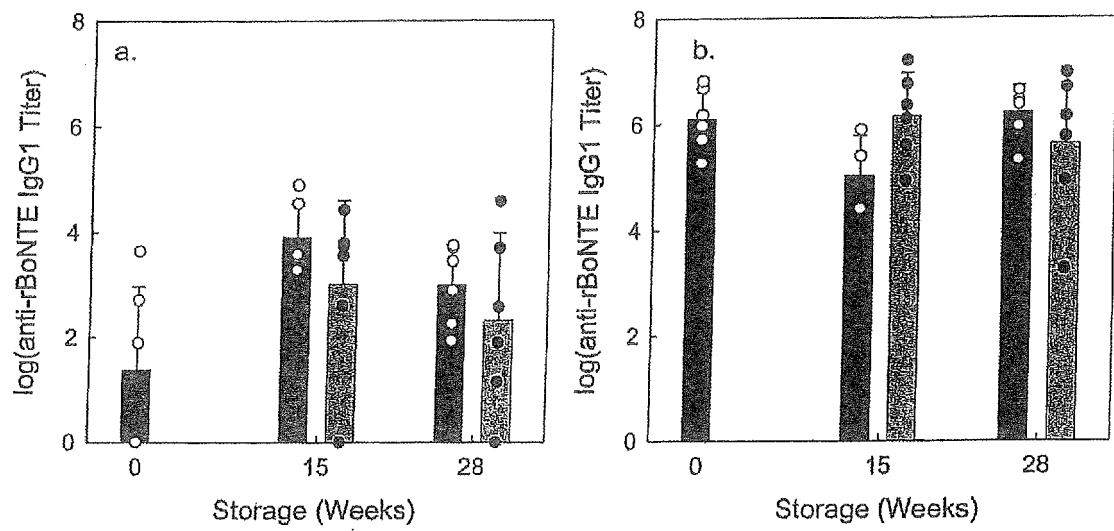 a.
log(anti-rBoNTE IgG1 Titer)
8
6
4
2
0
0 15 28
Storage (Weeks)
b.
log(anti-rBoNTE IgG1 Titer)
8
6
4
2
0
0 15 28
Storage (Weeks)